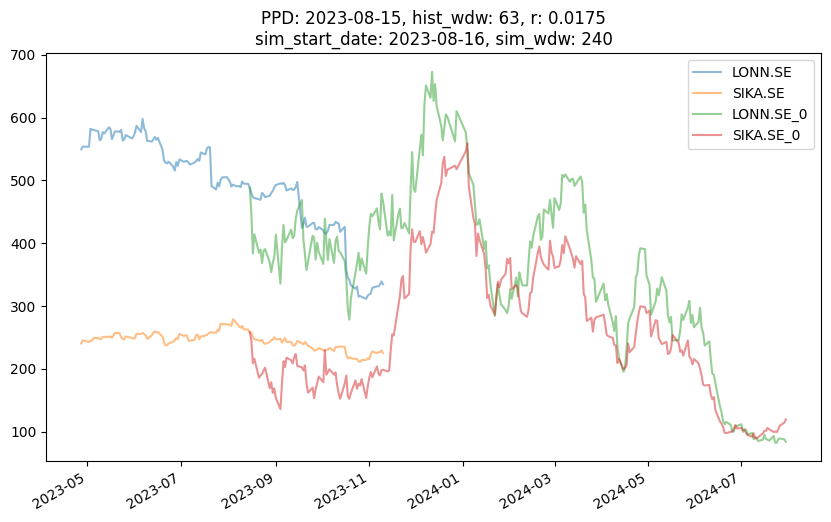 PPD: 2023-08-15, hist_wdw: 63, r: 0.0175
sim_start_date: 2023-08-16, sim_wdw: 240
LONN.SE
SIKA.SE
LONN.SE_0
SIKA.SE_0
700
600
500
400
300
200
100
2023-05
2023-07
2023-09
2023-11
2024-01
2024-03
2024-05
2024-07